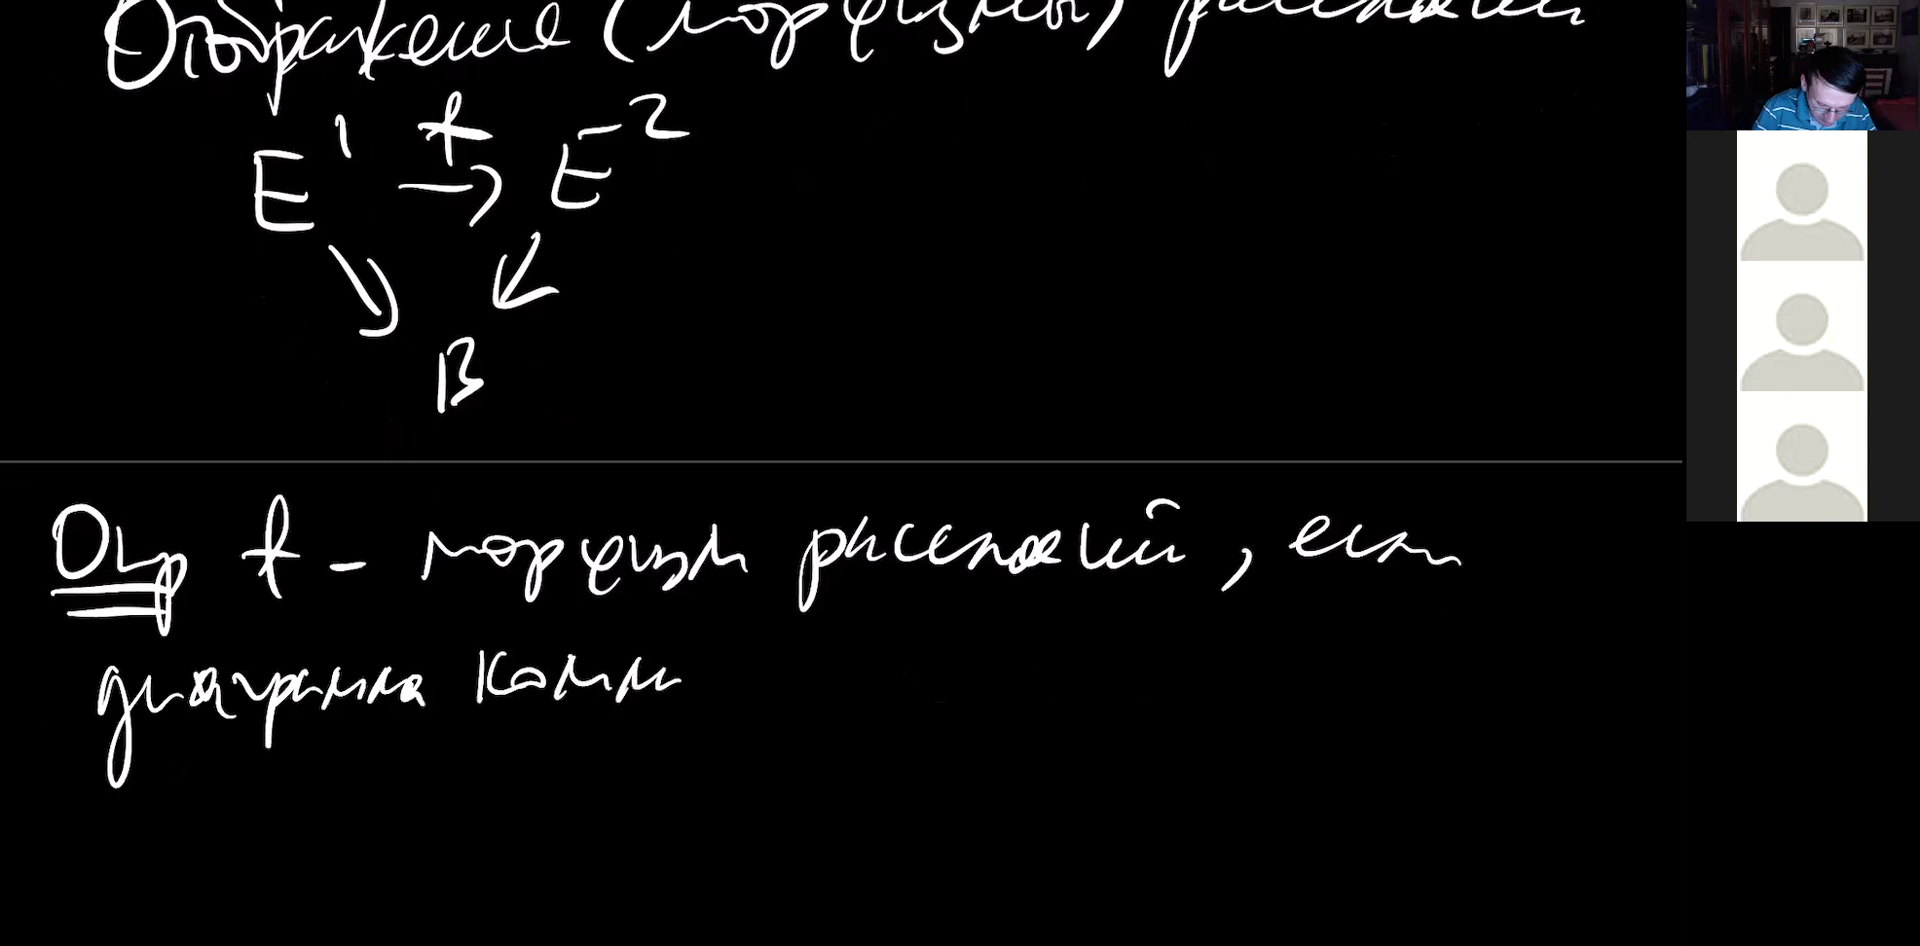 Отображение (морфизмы) расслоений
E¹ f→ E²
↘ ↙
B
Опр f - морфизм расслоений, если
диаграмма комм